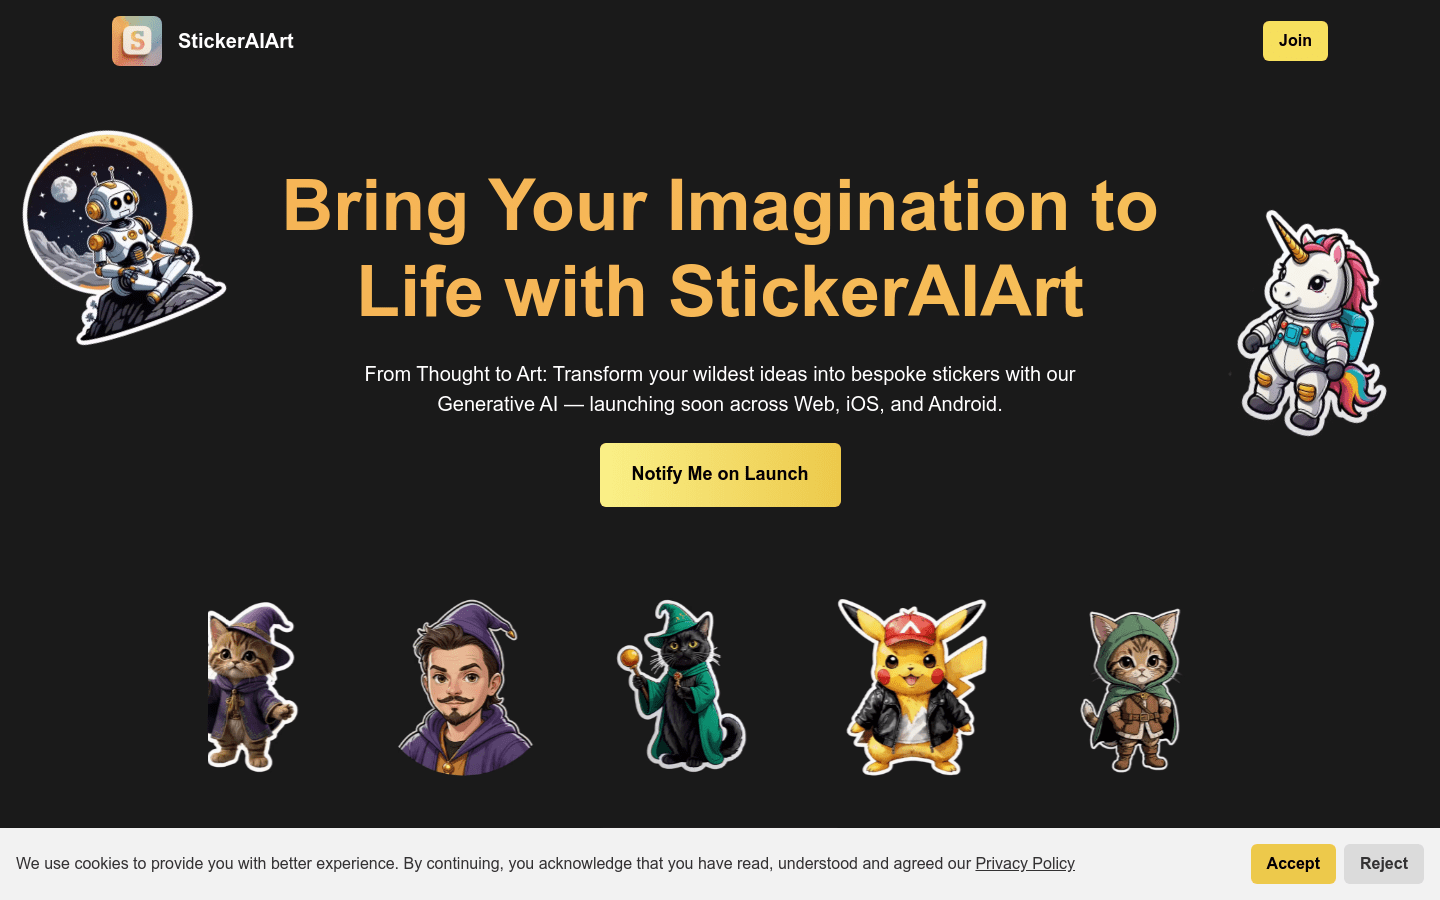 S
StickerAIArt
Join
Bring Your Imagination to
Life with StickerAIArt
From Thought to Art: Transform your wildest ideas into bespoke stickers with our
Generative AI — launching soon across Web, iOS, and Android.
Notify Me on Launch
We use cookies to provide you with better experience. By continuing, you acknowledge that you have read, understood and agreed our Privacy Policy
Accept
Reject